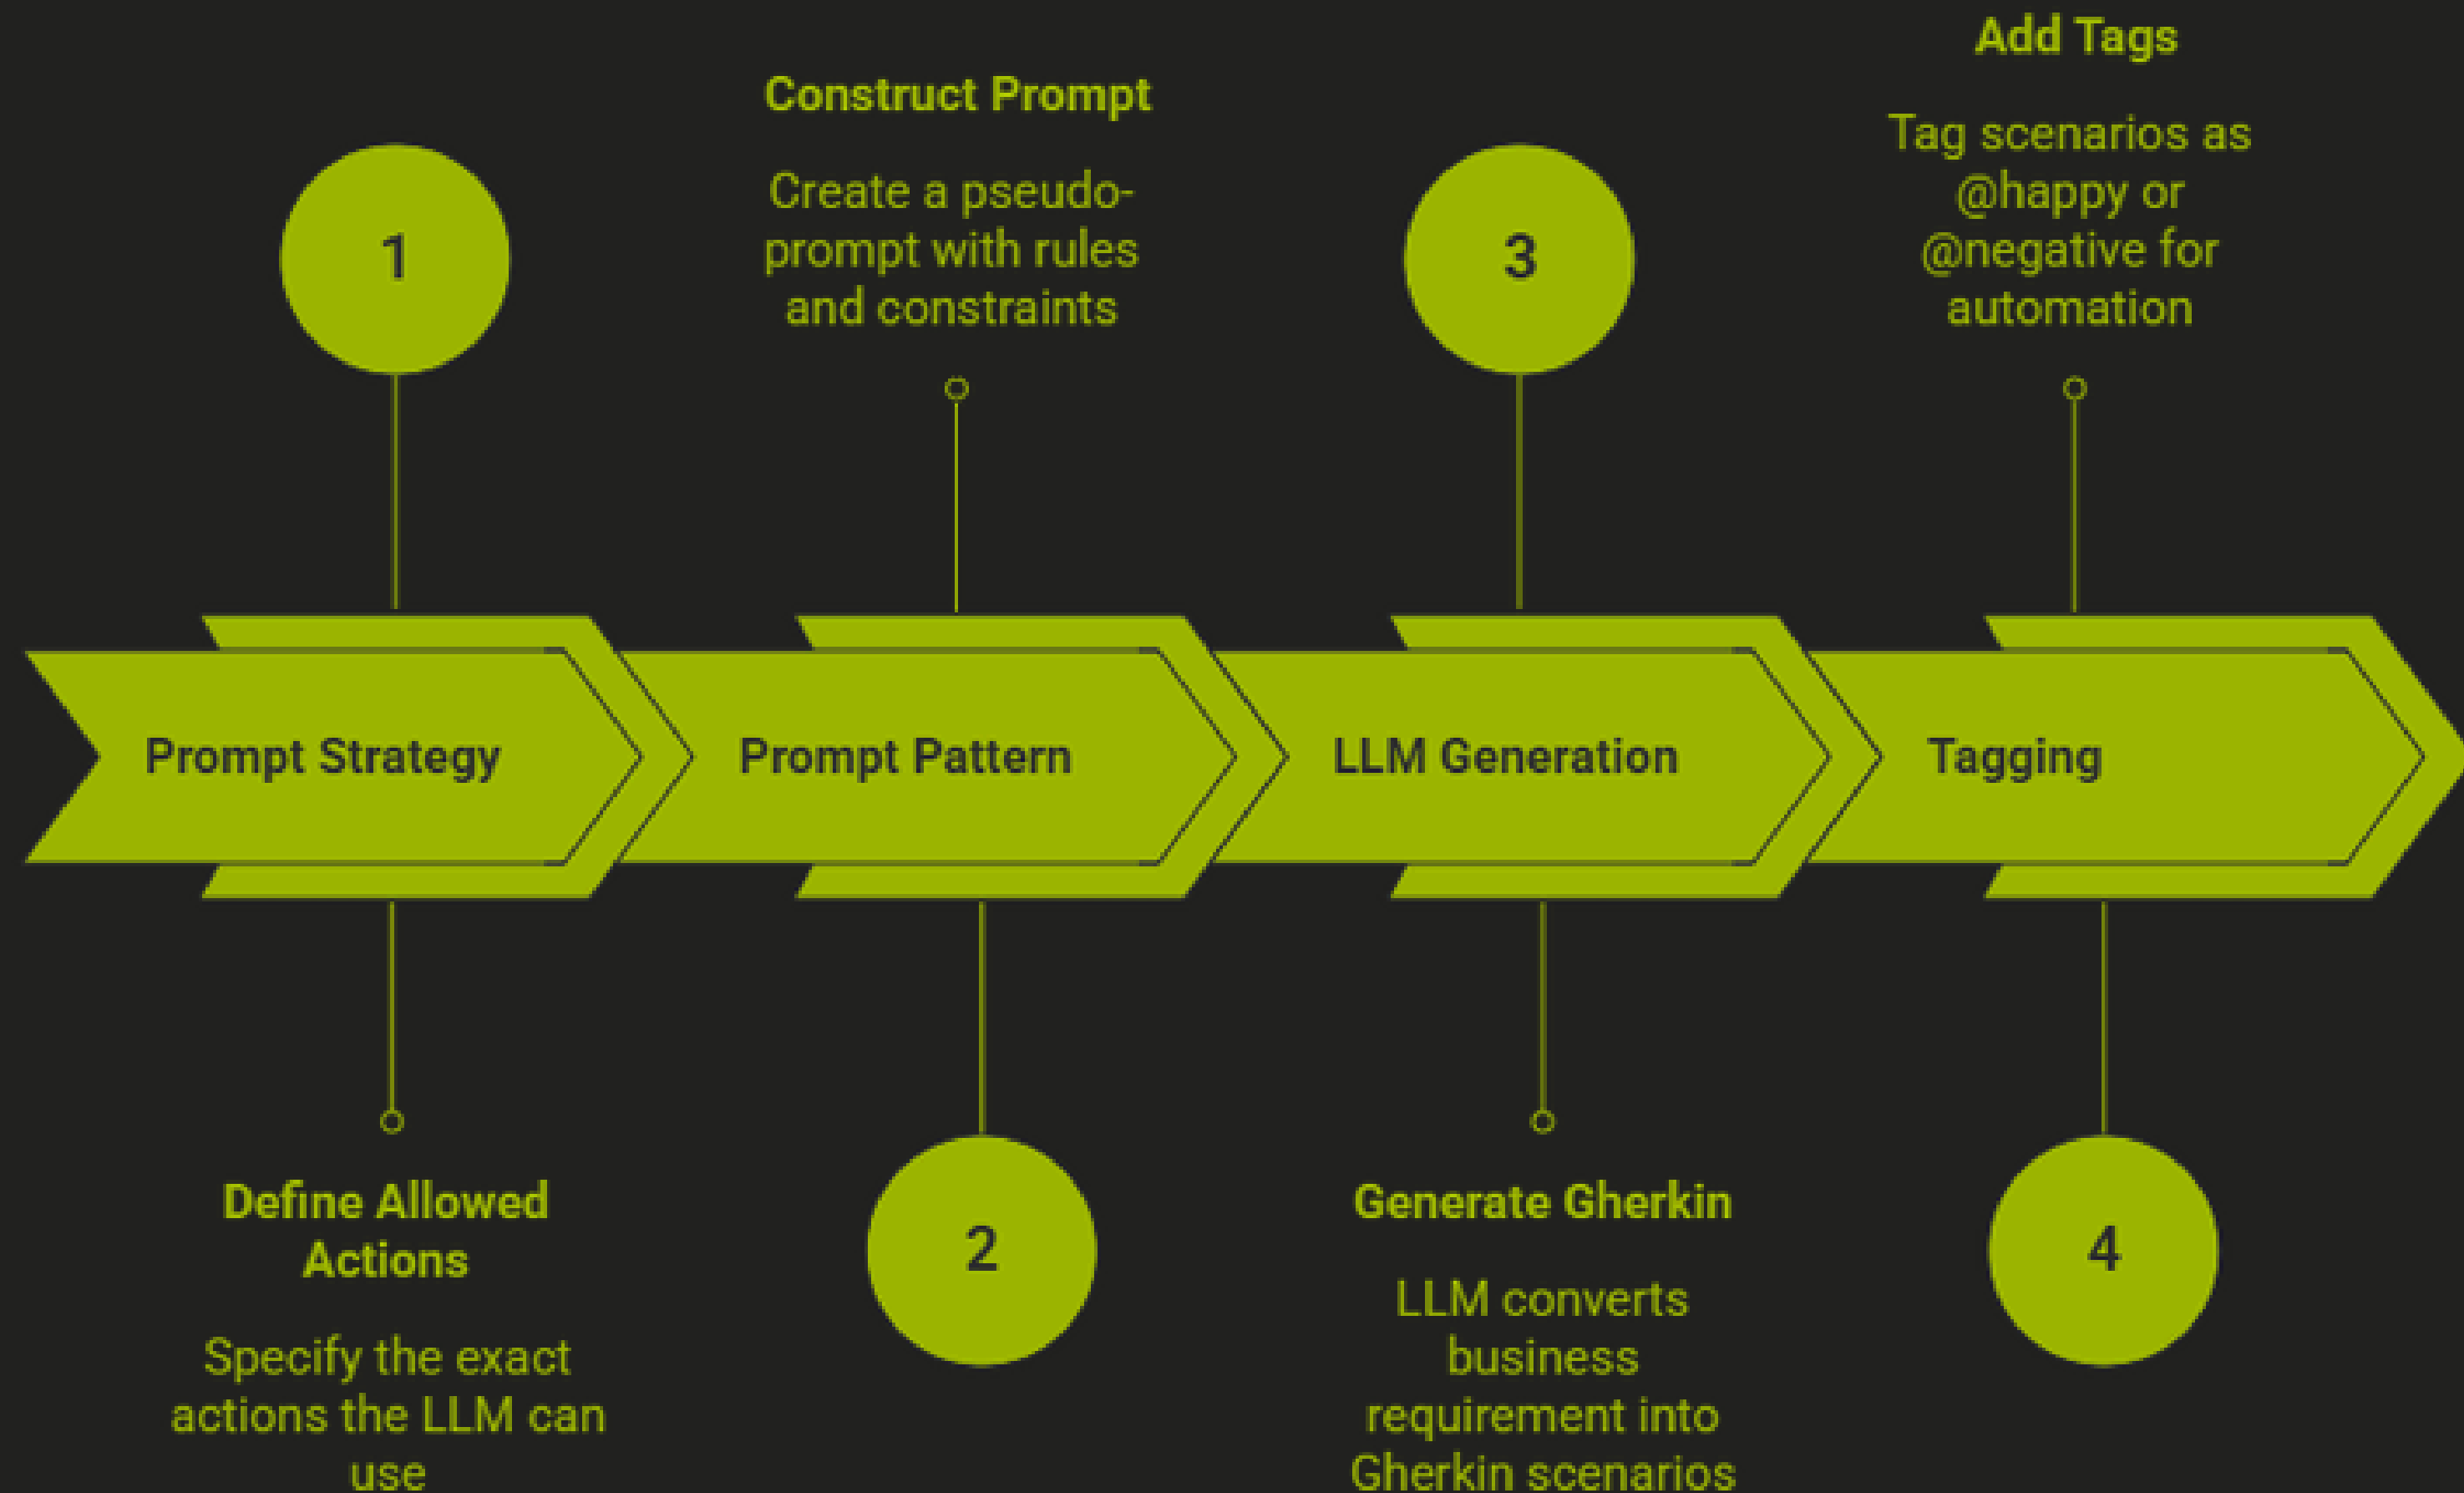 1
Prompt Strategy
Define Allowed
Actions
Specify the exact
actions the LLM can
use
Construct Prompt
Create a pseudo-
prompt with rules
and constraints
Prompt Pattern
2
3
LLM Generation
Generate Gherkin
LLM converts
business
requirement into
Gherkin scenarios
Add Tags
Tag scenarios as
@happy or
@negative for
automation
Tagging
4